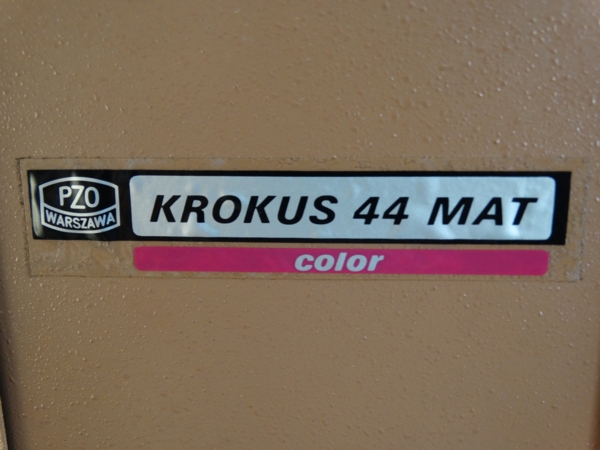 PZO
WARSZAWA
KROKUS 44 MAT
color